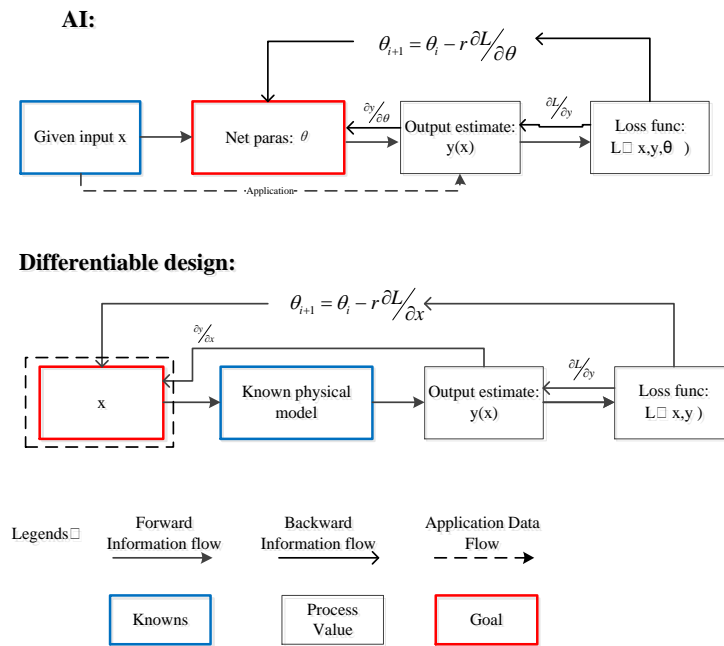 AI:
θi+1 = θi − r ∂L/∂θ
∂y/∂θ
∂L/∂y
Given input x
Net paras: θ
Output estimate:
y(x)
Loss func:
L□ x,y,θ )
Application
Differentiable design:
θi+1 = θi − r ∂L/∂x
∂y/∂x
∂L/∂y
x
Known physical
model
Output estimate:
y(x)
Loss func:
L□ x,y )
Legends□
Forward
Information flow
Backward
Information flow
Application Data
Flow
Knowns
Process
Value
Goal